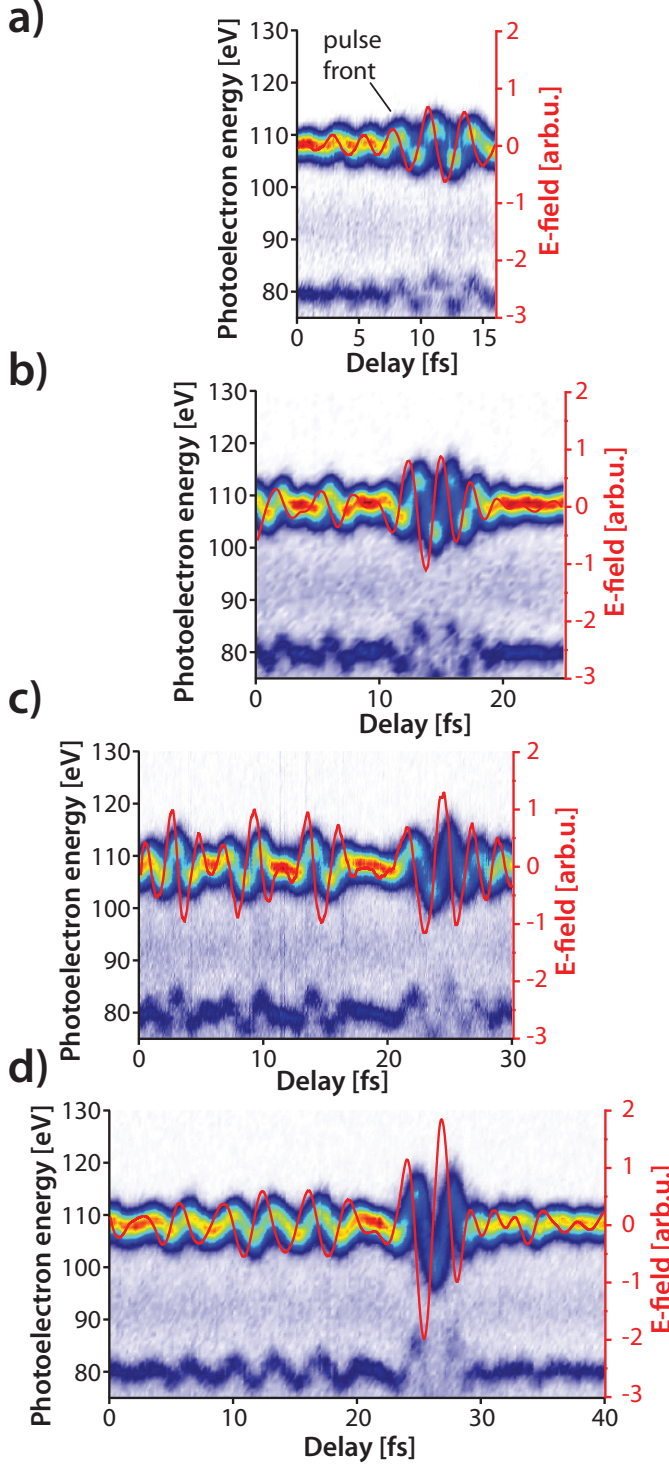 a)
pulse
front
Photoelectron energy [eV]
130
120
110
100
90
80
2
1
0
-1
-2
-3
E-field [arb.u.]
0 5 10 15
Delay [fs]
b)
Photoelectron energy [eV]
130
120
110
100
90
80
2
1
0
-1
-2
-3
E-field [arb.u.]
0 10 20
Delay [fs]
c)
Photoelectron energy [eV]
130
120
110
100
90
80
2
1
0
-1
-2
-3
E-field [arb.u.]
0 10 20 30
Delay [fs]
d)
Photoelectron energy [eV]
130
120
110
100
90
80
2
1
0
-1
-2
-3
E-field [arb.u.]
0 10 20 30 40
Delay [fs]